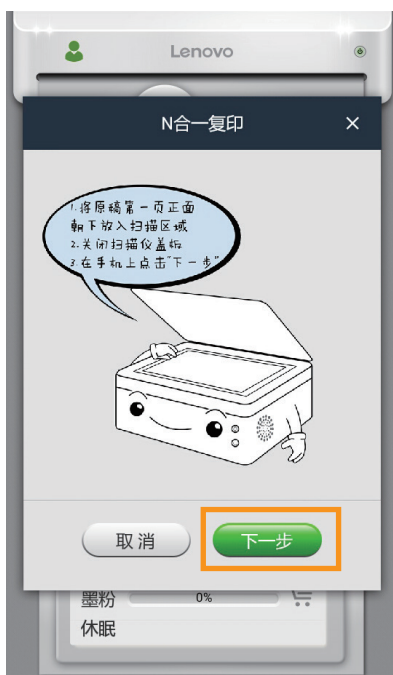 Lenovo
N合一复印
×
1.将原稿第一页正面
朝下放入扫描区域
2.关闭扫描仪盖板
3.在手机上点击"下一步"
取消
下一步
墨粉
0%
休眠